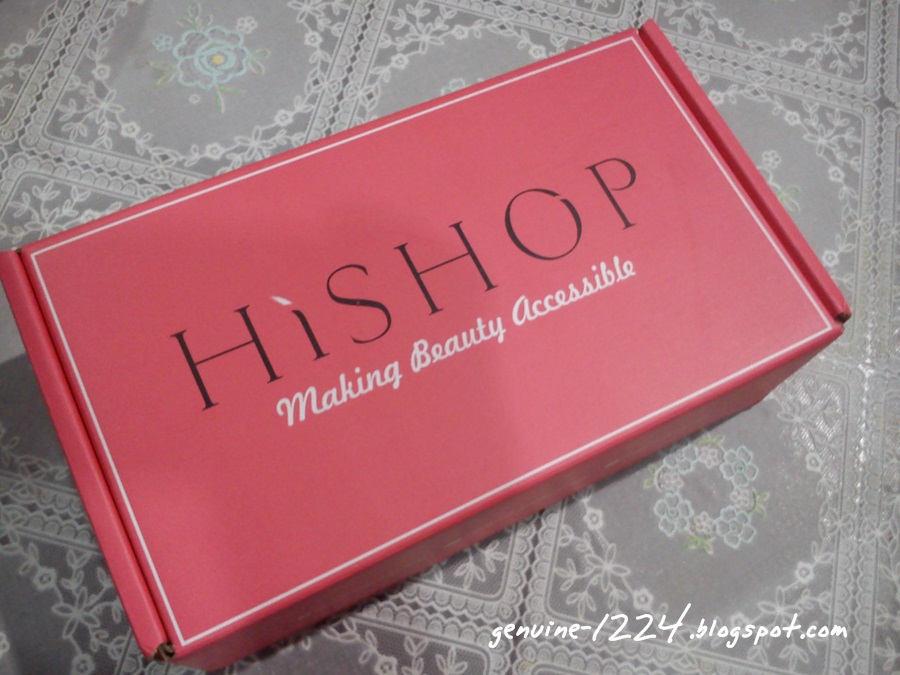 HiSHOP
Making Beauty Accessible
genuine-1224.blogspot.com